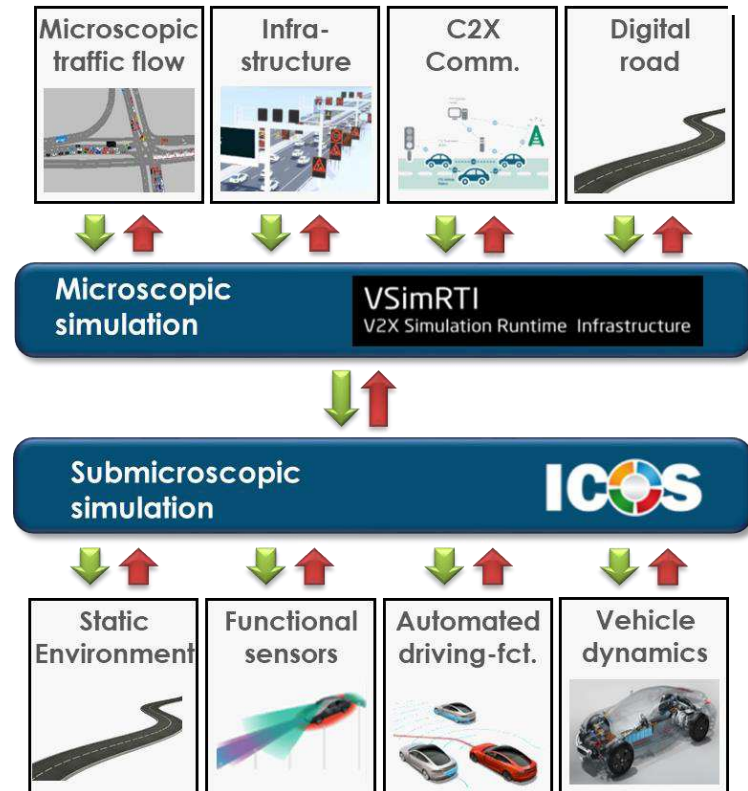 Microscopic
traffic flow
Infra-
structure
C2X
Comm.
Digital
road
Microscopic
simulation
VSimRTI
V2X Simulation Runtime Infrastructure
Submicroscopic
simulation
ICOS
Static
Environment
Functional
sensors
Automated
driving-fct.
Vehicle
dynamics